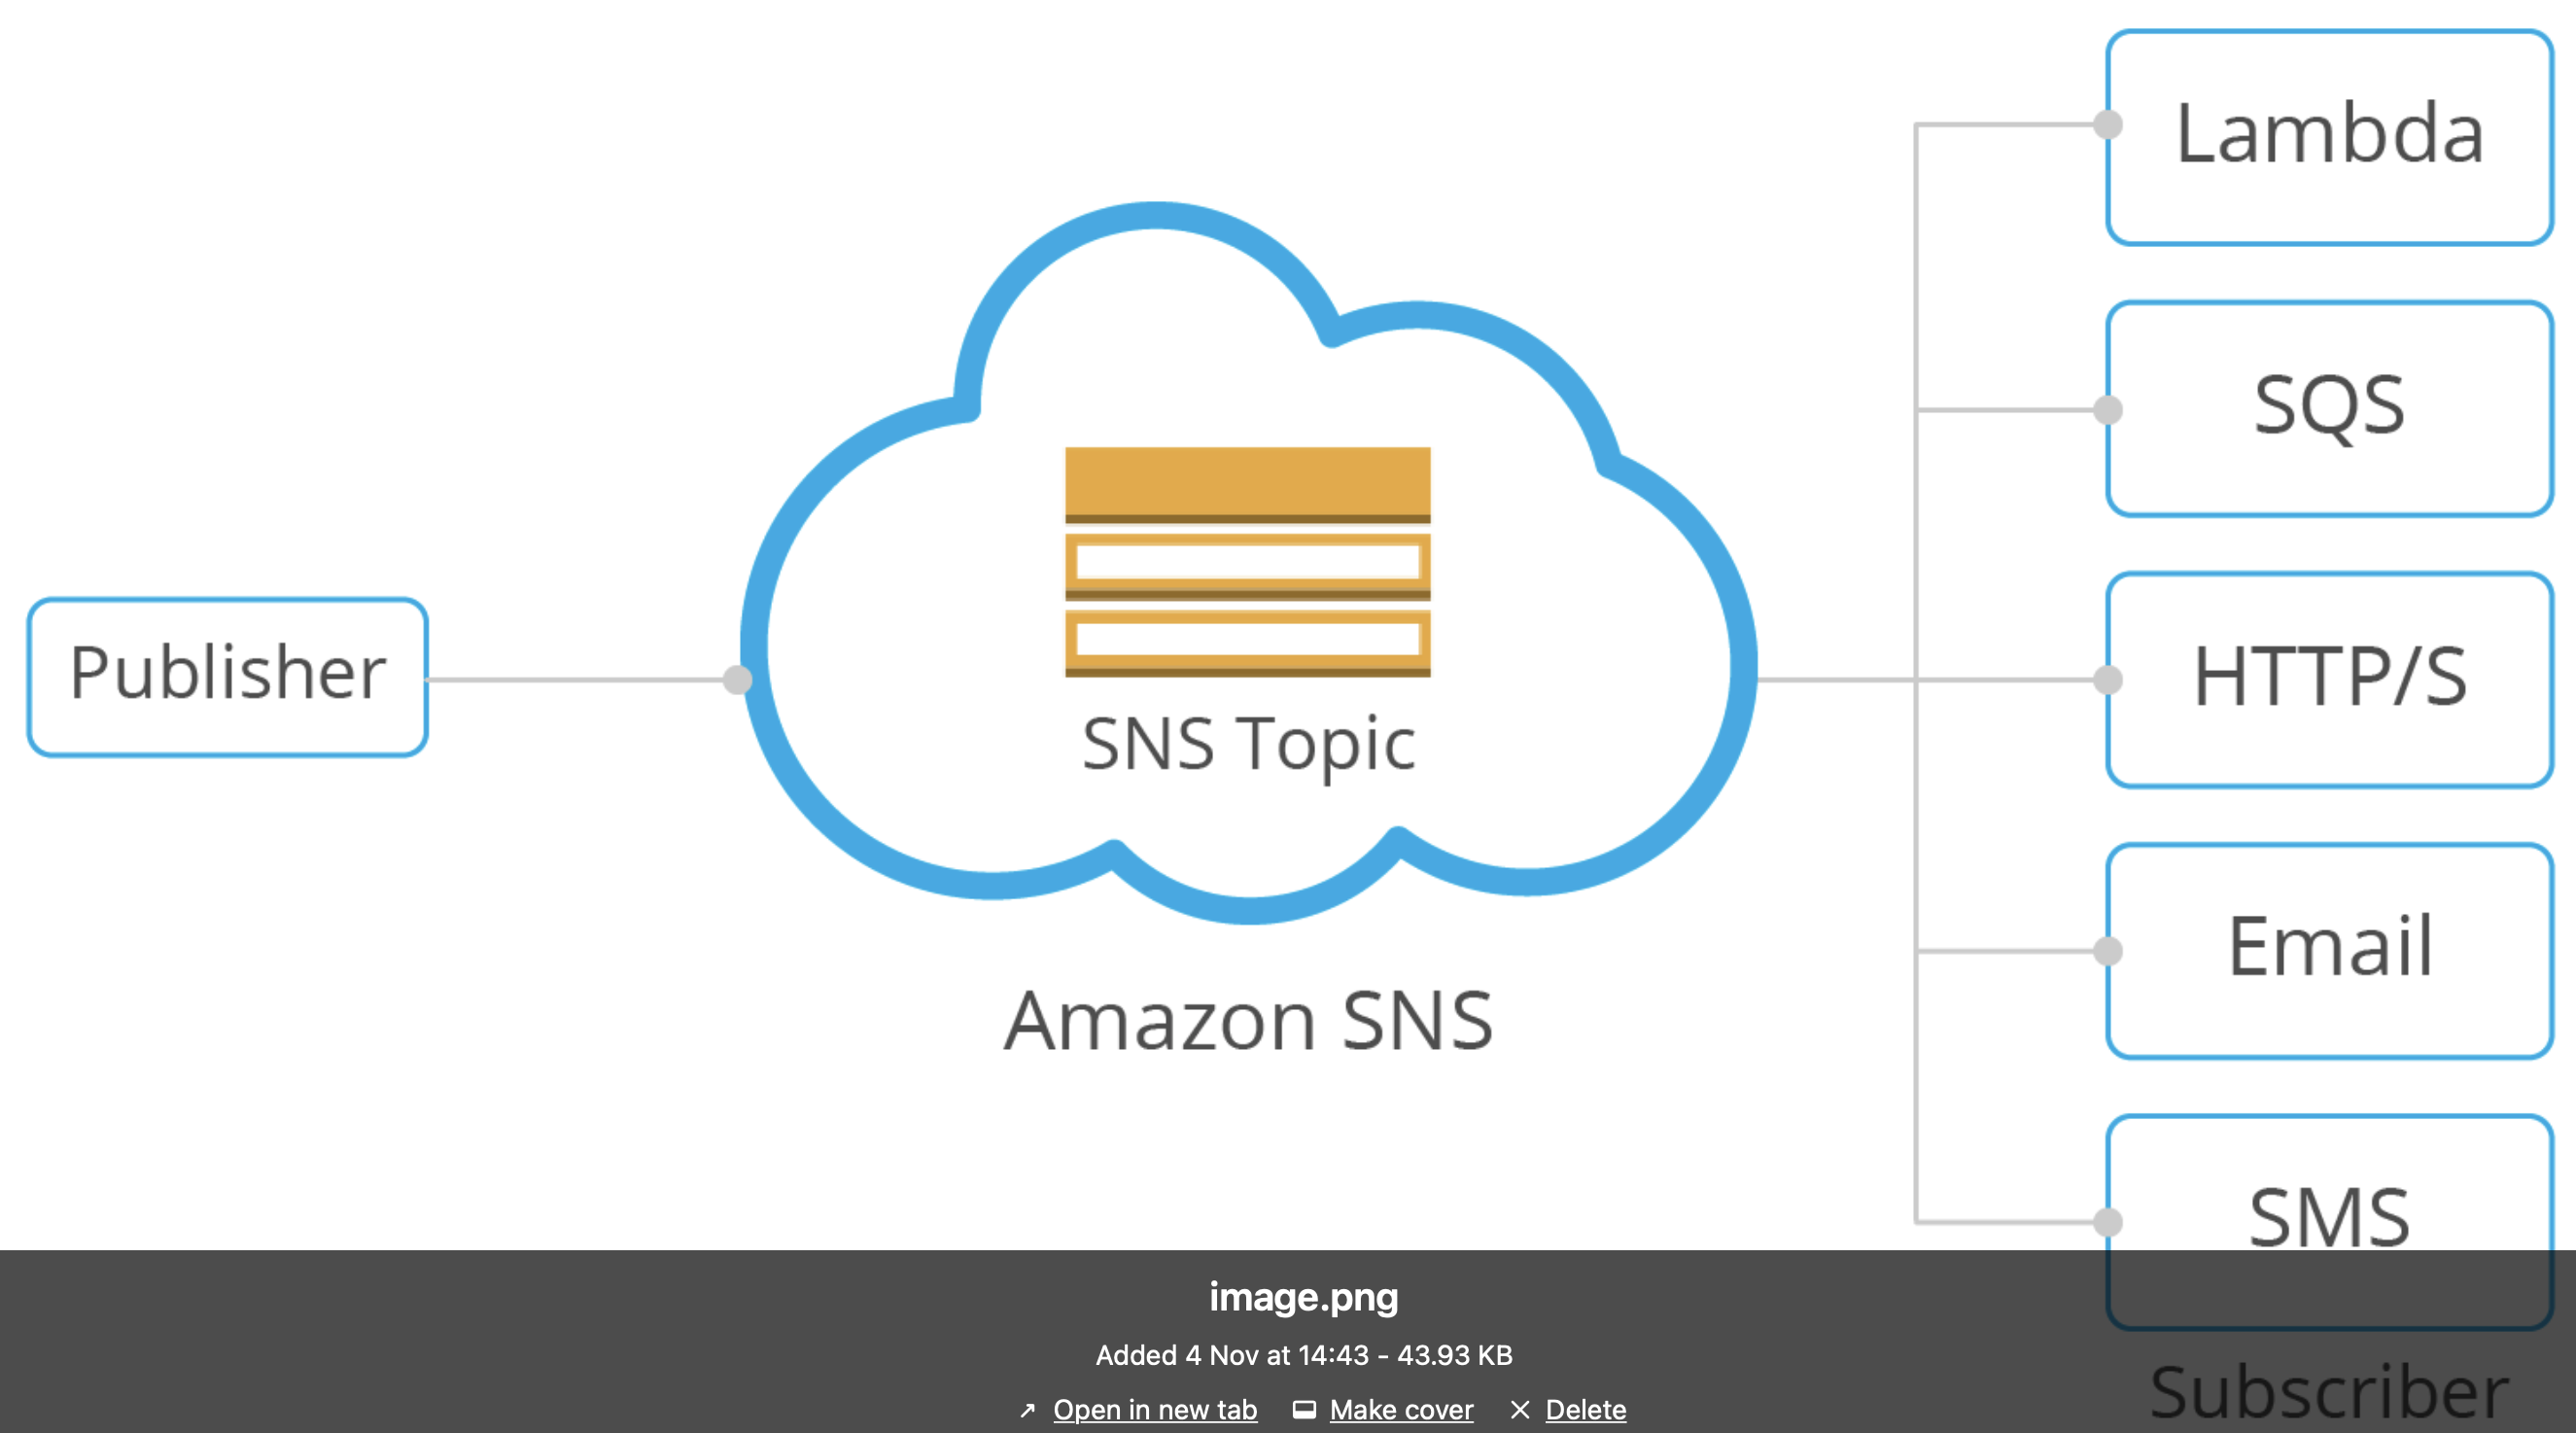 Publisher
SNS Topic
Amazon SNS
Lambda
SQS
HTTP/S
Email
SMS
Subscriber
image.png
Added 4 Nov at 14:43 - 43.93 KB
Open in new tab Make cover Delete